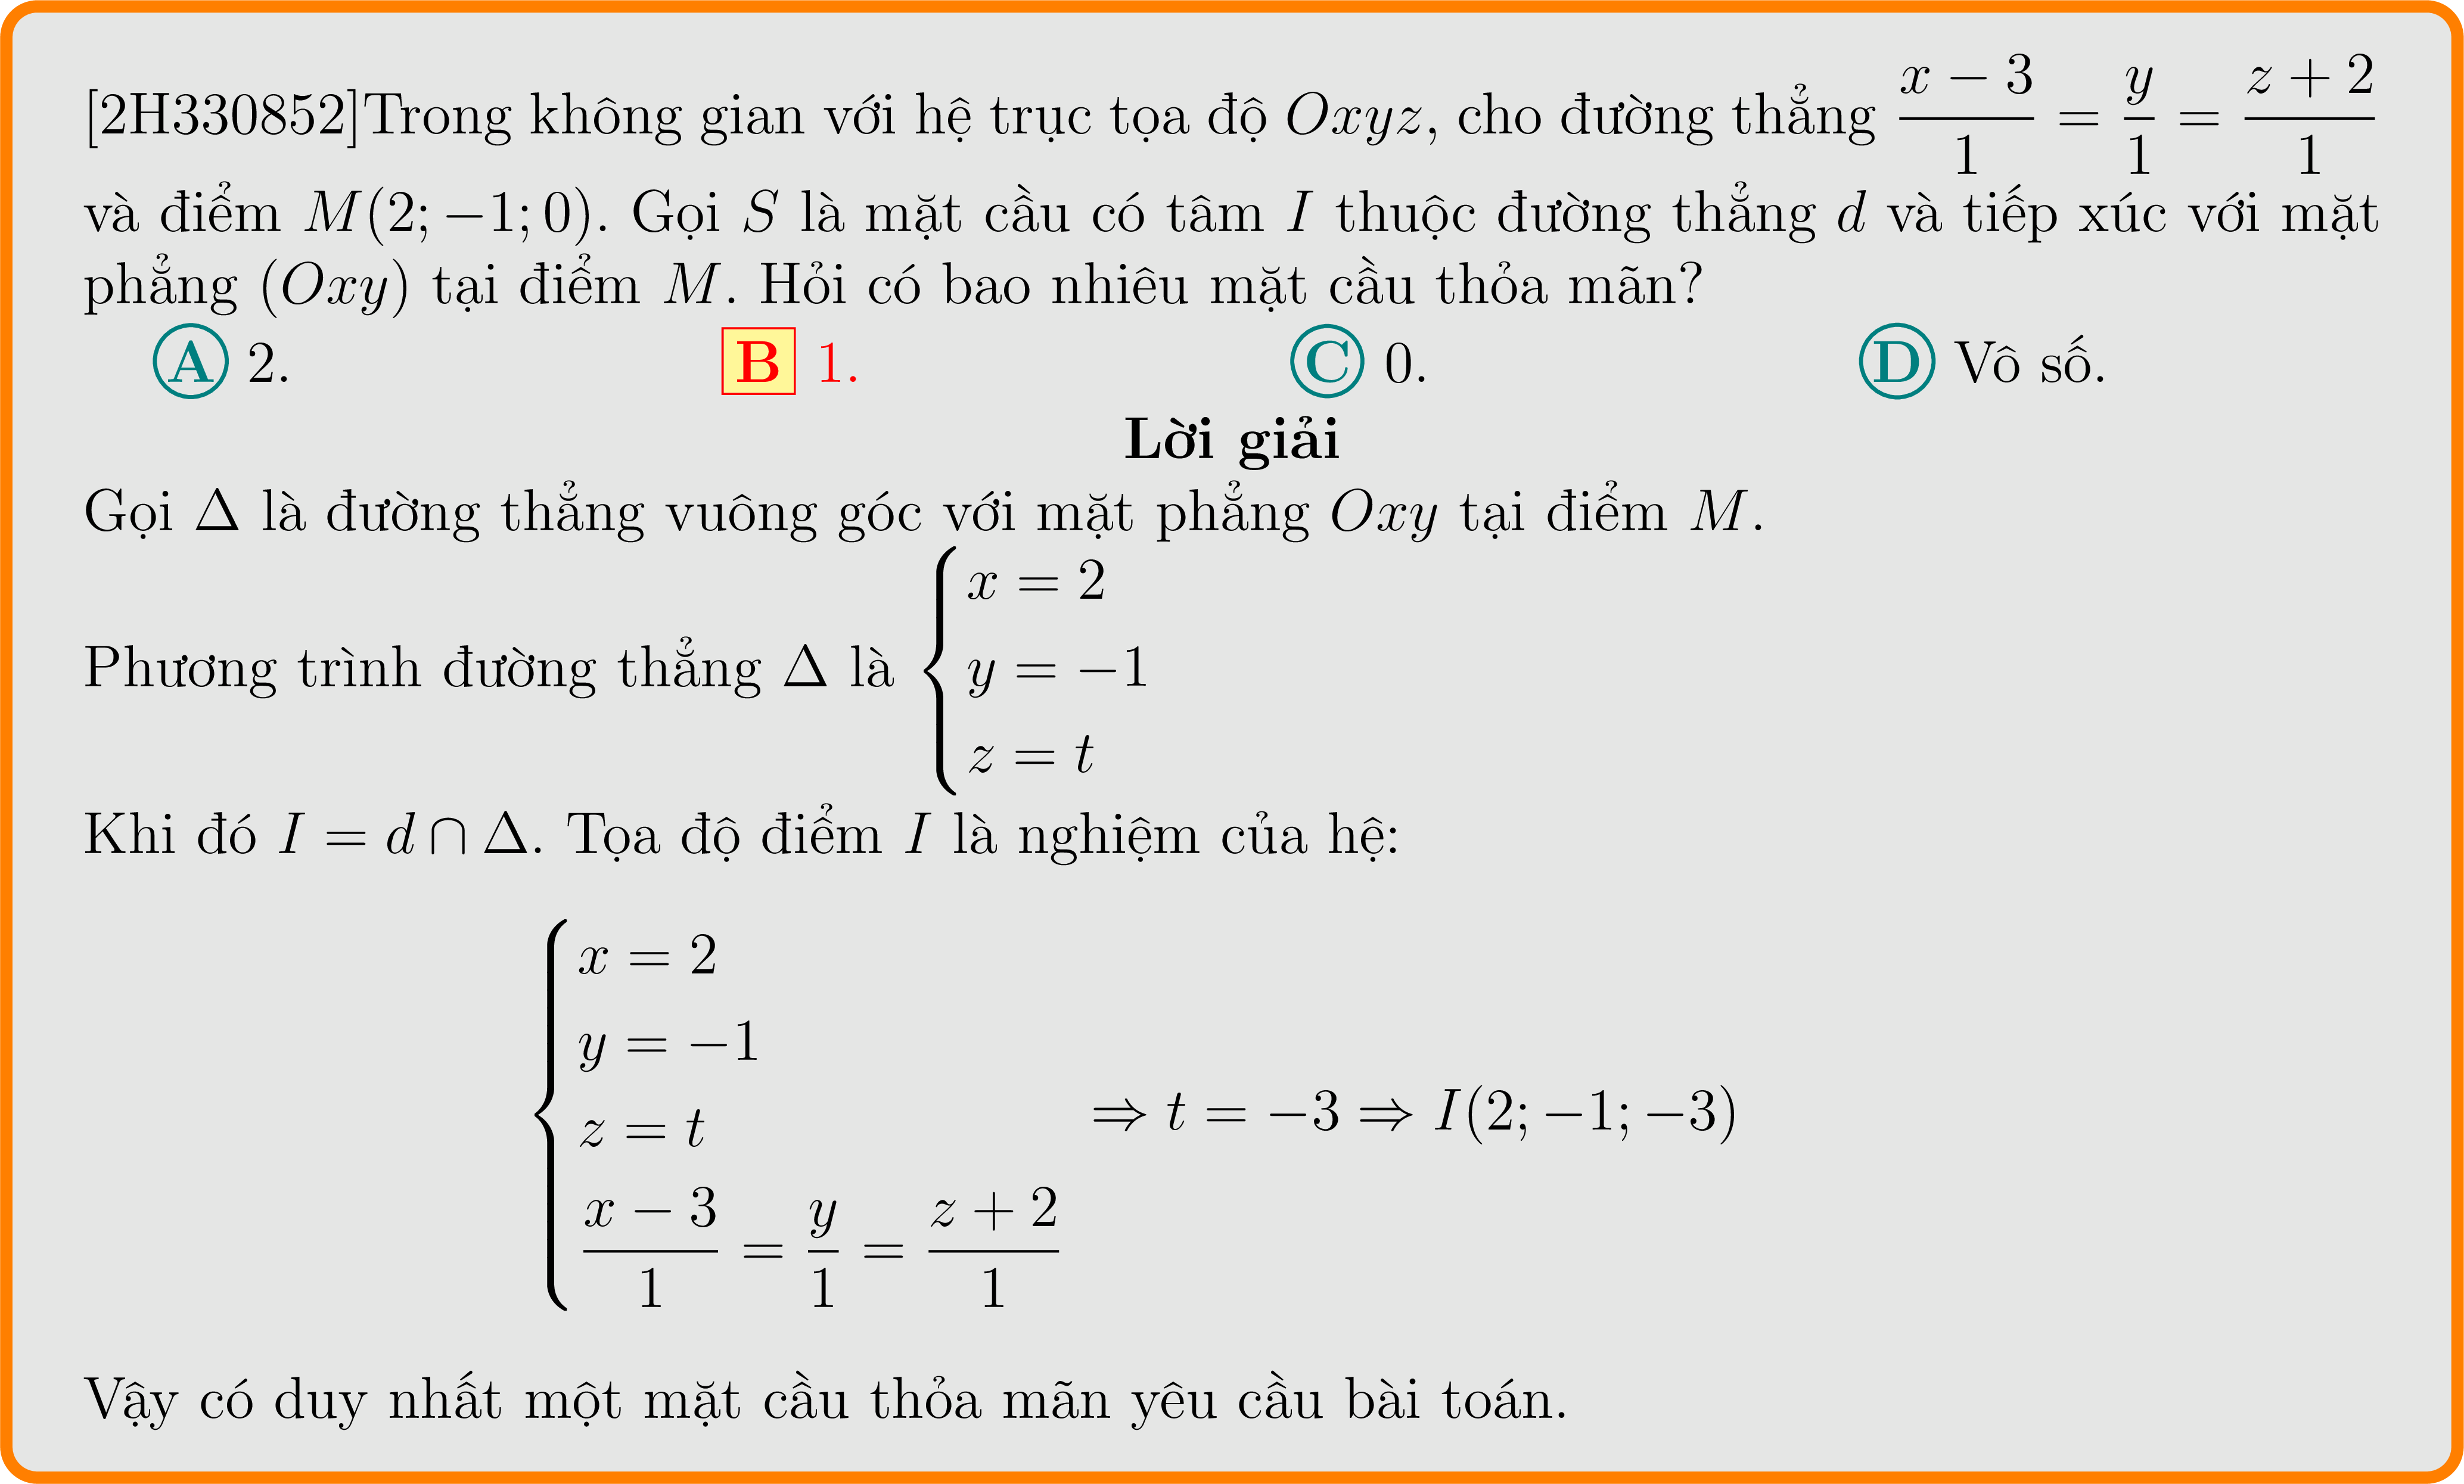 [2H330852]Trong không gian với hệ trục tọa độ $Oxyz$, cho đường thẳng $\dfrac{x-3}{1} = \dfrac{y}{1} = \dfrac{z+2}{1}$
và điểm $M(2; -1; 0)$. Gọi $S$ là mặt cầu có tâm $I$ thuộc đường thẳng $d$ và tiếp xúc với mặt
phẳng $(Oxy)$ tại điểm $M$. Hỏi có bao nhiêu mặt cầu thỏa mãn?
A 2. B 1. C 0. D Vô số.
Lời giải
Gọi $\Delta$ là đường thẳng vuông góc với mặt phẳng $Oxy$ tại điểm $M$.
Phương trình đường thẳng $\Delta$ là $\begin{cases} x = 2 \\ y = -1 \\ z = t \end{cases}$
Khi đó $I = d \cap \Delta$. Tọa độ điểm $I$ là nghiệm của hệ:
$\begin{cases} x = 2 \\ y = -1 \\ z = t \\ \dfrac{x-3}{1} = \dfrac{y}{1} = \dfrac{z+2}{1} \end{cases} \Rightarrow t = -3 \Rightarrow I(2; -1; -3)$
Vậy có duy nhất một mặt cầu thỏa mãn yêu cầu bài toán.